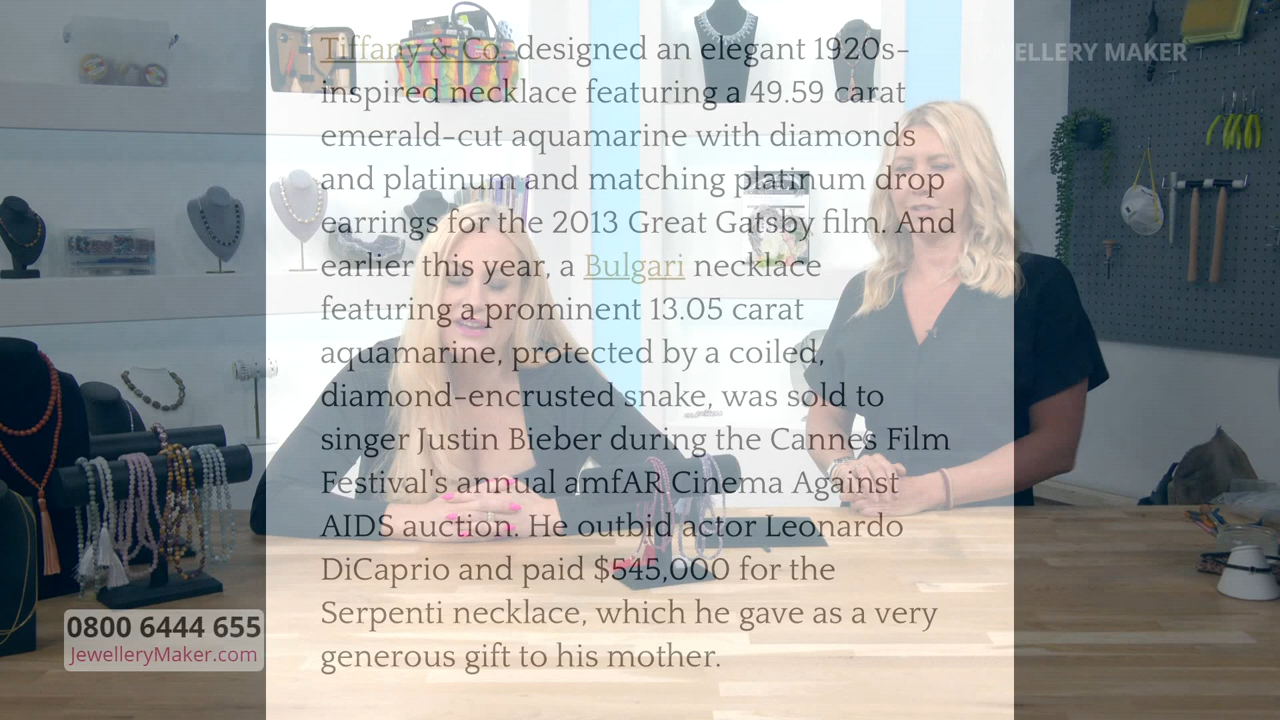 Tiffany & Co. designed an elegant 1920s-
inspired necklace featuring a 49.59 carat
emerald-cut aquamarine with diamonds
and platinum and matching platinum drop
earrings for the 2013 Great Gatsby film. And
earlier this year, a Bulgari necklace
featuring a prominent 13.05 carat
aquamarine, protected by a coiled,
diamond-encrusted snake, was sold to
singer Justin Bieber during the Cannes Film
Festival's annual amfAR Cinema Against
AIDS auction. He outbid actor Leonardo
DiCaprio and paid $545,000 for the
Serpenti necklace, which he gave as a very
generous gift to his mother.
WELLERY MAKER
0800 6444 655
JewelleryMaker.com